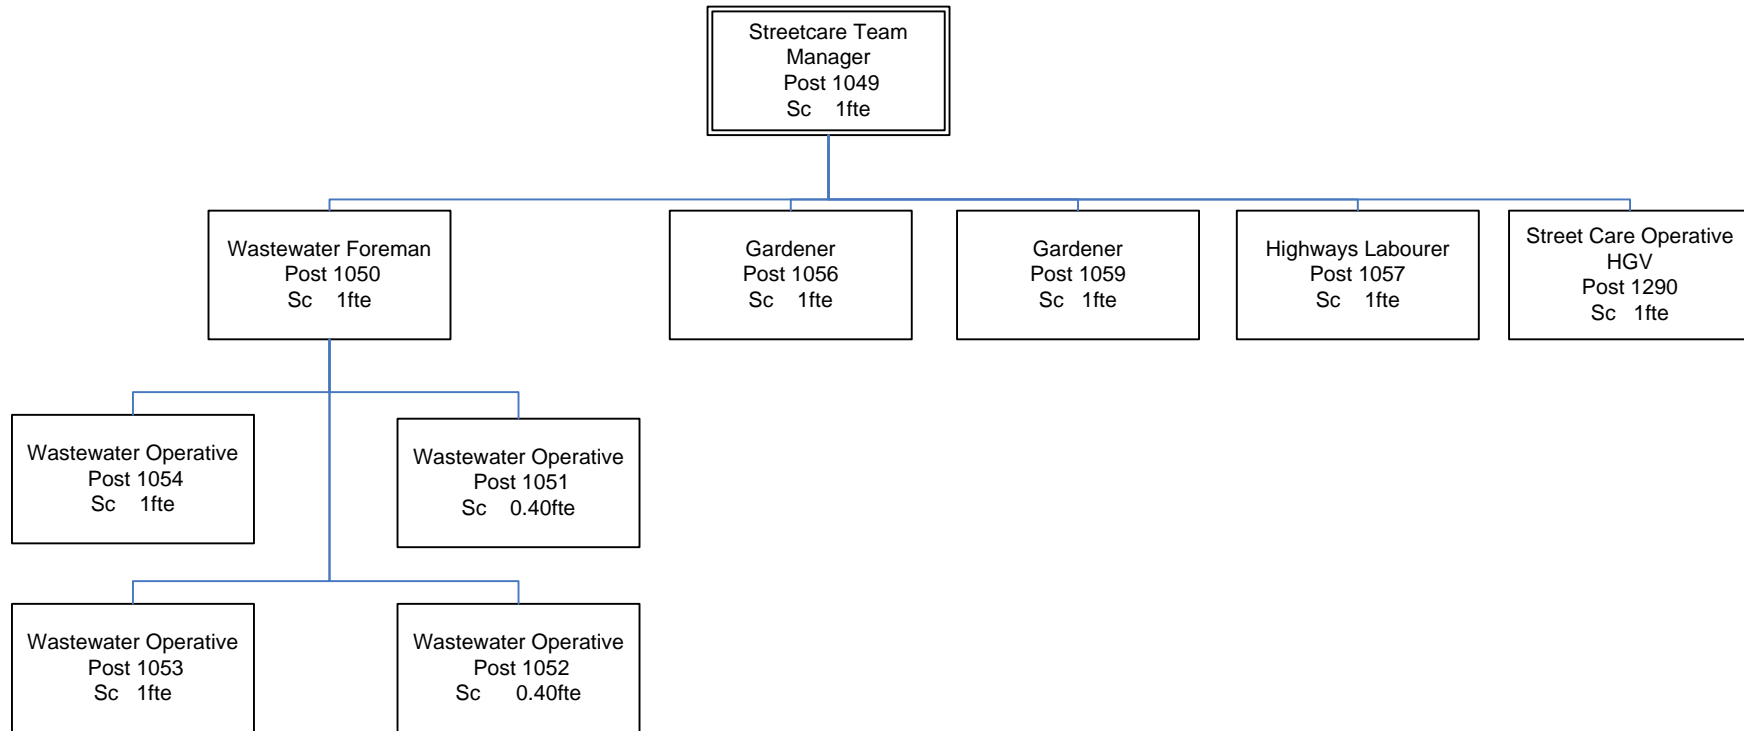 Streetcare Team
Manager
Post 1049
Sc 1fte
Wastewater Foreman
Post 1050
Sc 1fte
Gardener
Post 1056
Sc 1fte
Gardener
Post 1059
Sc 1fte
Highways Labourer
Post 1057
Sc 1fte
Street Care Operative
HGV
Post 1290
Sc 1fte
Wastewater Operative
Post 1054
Sc 1fte
Wastewater Operative
Post 1051
Sc 0.40fte
Wastewater Operative
Post 1053
Sc 1fte
Wastewater Operative
Post 1052
Sc 0.40fte